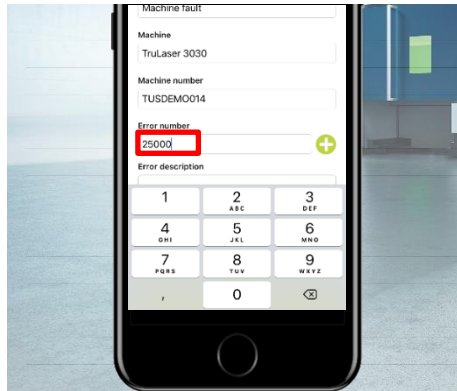 Machine fault
Machine
TruLaser 3030
Machine number
TUSDEMO014
Error number
25000
Error description
1 2 3
ABC DEF
4 5 6
GHI JKL MNO
7 8 9
PQRS TUV WXYZ
, 0